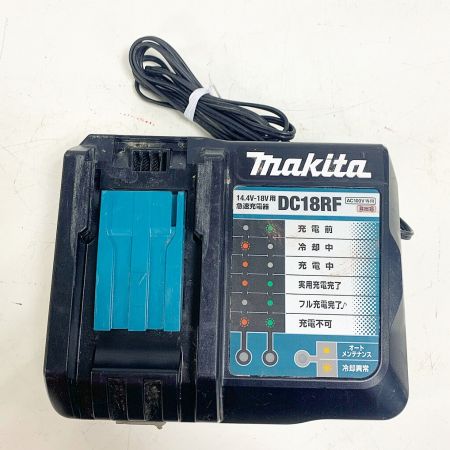 makita
14.4V-18V用
急速充電器
DC18RF
AC100V専用
充電前
冷却中
充電中
実用充電完了
フル充電完了♪
充電不可
オート
メンテナンス
冷却異常